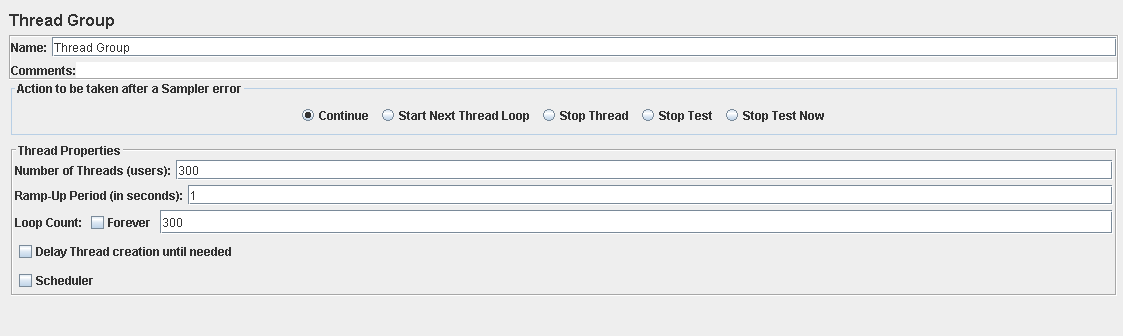 Thread Group
Name: Thread Group
Comments:
Action to be taken after a Sampler error
Continue Start Next Thread Loop Stop Thread Stop Test Stop Test Now
Thread Properties
Number of Threads (users): 300
Ramp-Up Period (in seconds): 1
Loop Count: Forever 300
Delay Thread creation until needed
Scheduler